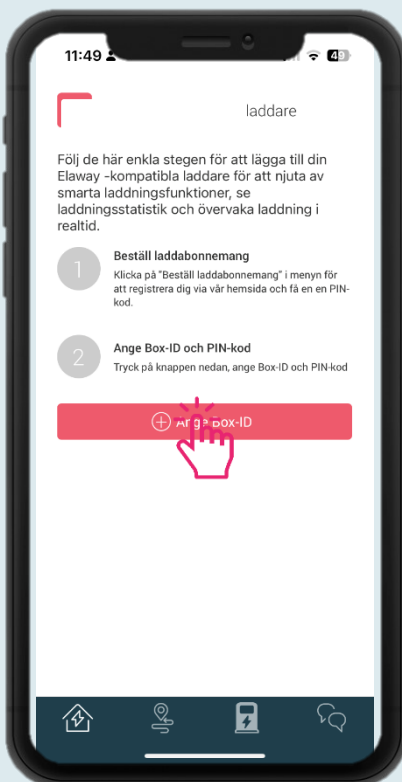 11:49
49
laddare
Följ de här enkla stegen för att lägga till din
Elaway -kompatibla laddare för att njuta av
smarta laddningsfunktioner, se
laddningsstatistik och övervaka laddning i
realtid.
1
Beställ laddabonnemang
Klicka på "Beställ laddabonnemang" i menyn för
att registrera dig via vår hemsida och få en en PIN-
kod.
2
Ange Box-ID och PIN-kod
Tryck på knappen nedan, ange Box-ID och PIN-kod
Ange Box-ID